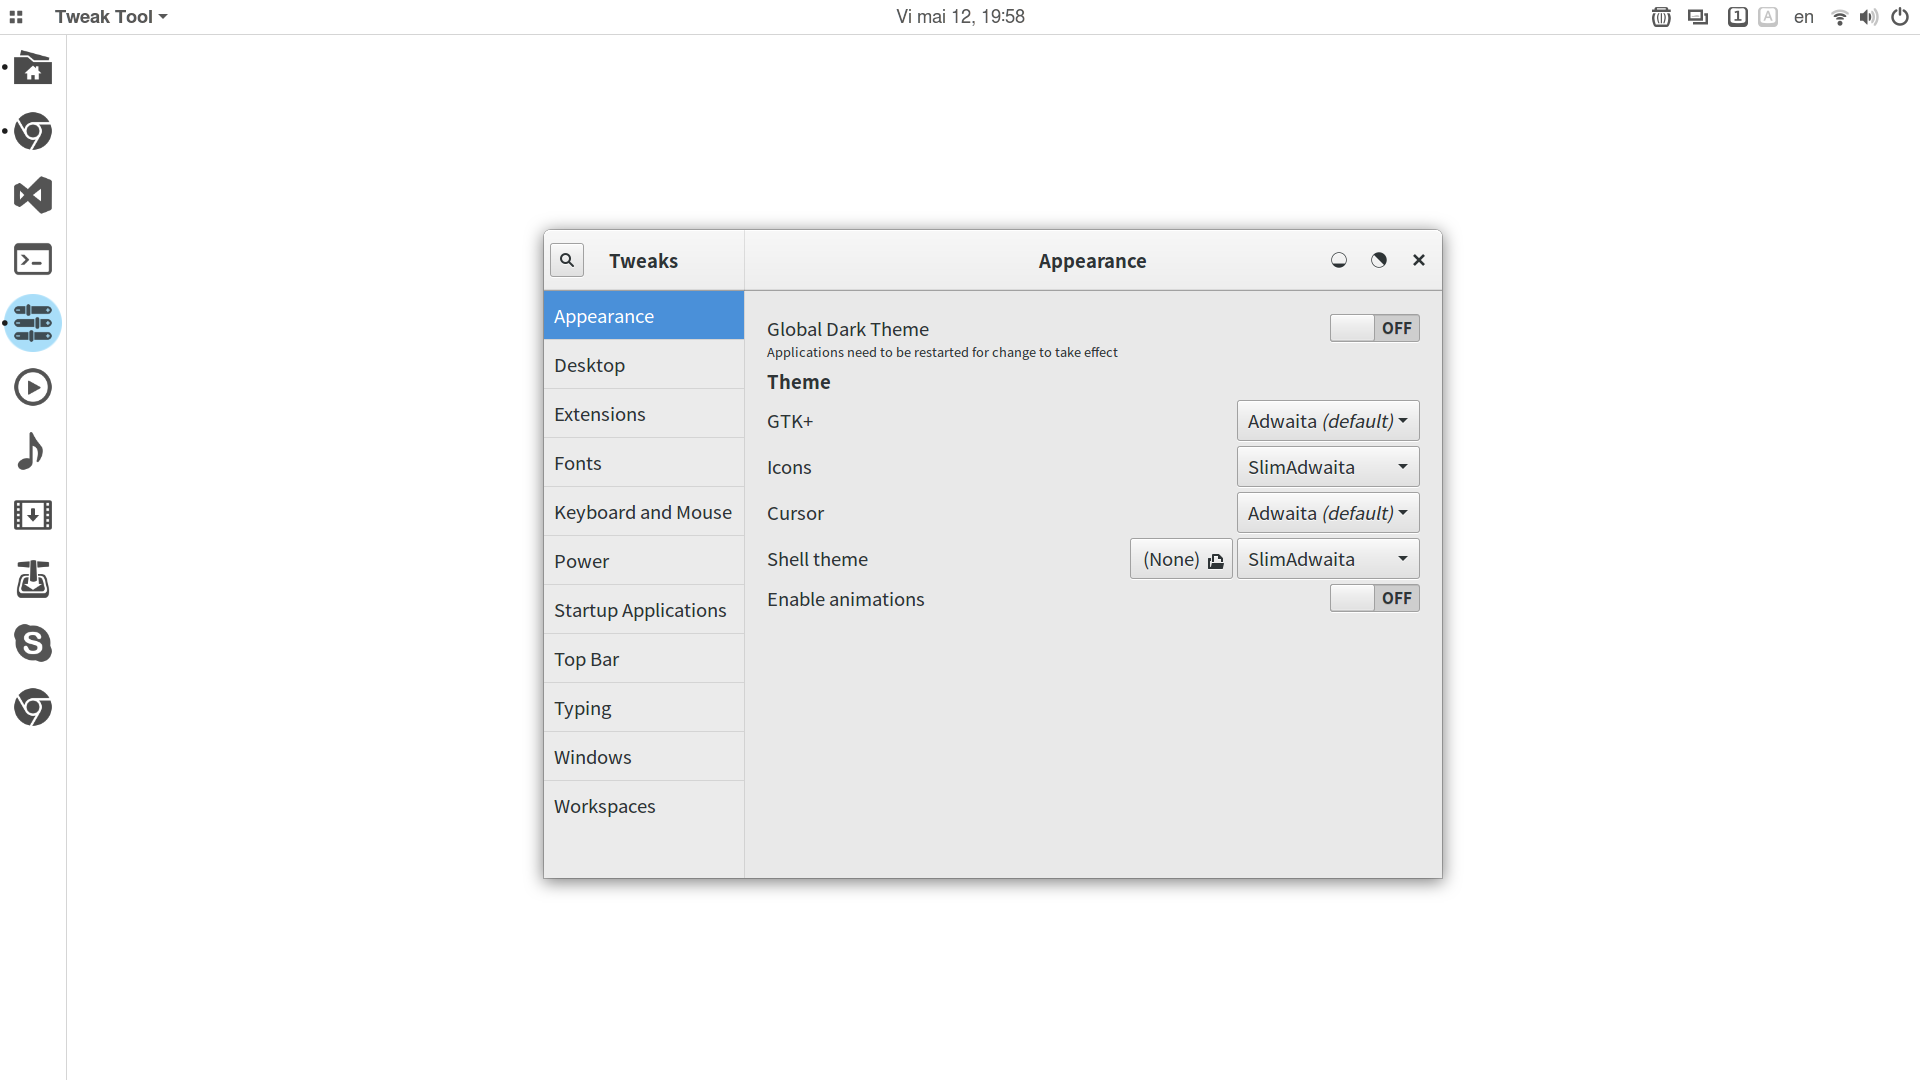 Tweak Tool
Vi mai 12, 19:58
1
A
en
Tweaks
Appearance
Appearance
Desktop
Extensions
Fonts
Keyboard and Mouse
Power
Startup Applications
Top Bar
Typing
Windows
Workspaces
Global Dark Theme
OFF
Applications need to be restarted for change to take effect
Theme
GTK+
Adwaita (default)
Icons
SlimAdwaita
Cursor
Adwaita (default)
Shell theme
(None)
SlimAdwaita
Enable animations
OFF
S